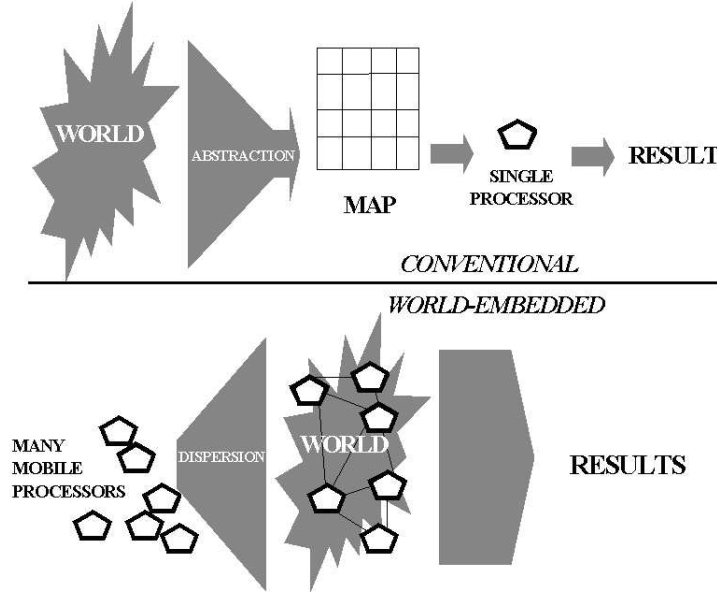 WORLD
ABSTRACTION
MAP
SINGLE
PROCESSOR
RESULT
CONVENTIONAL
WORLD-EMBEDDED
MANY
MOBILE
PROCESSORS
DISPERSION
WORLD
RESULTS